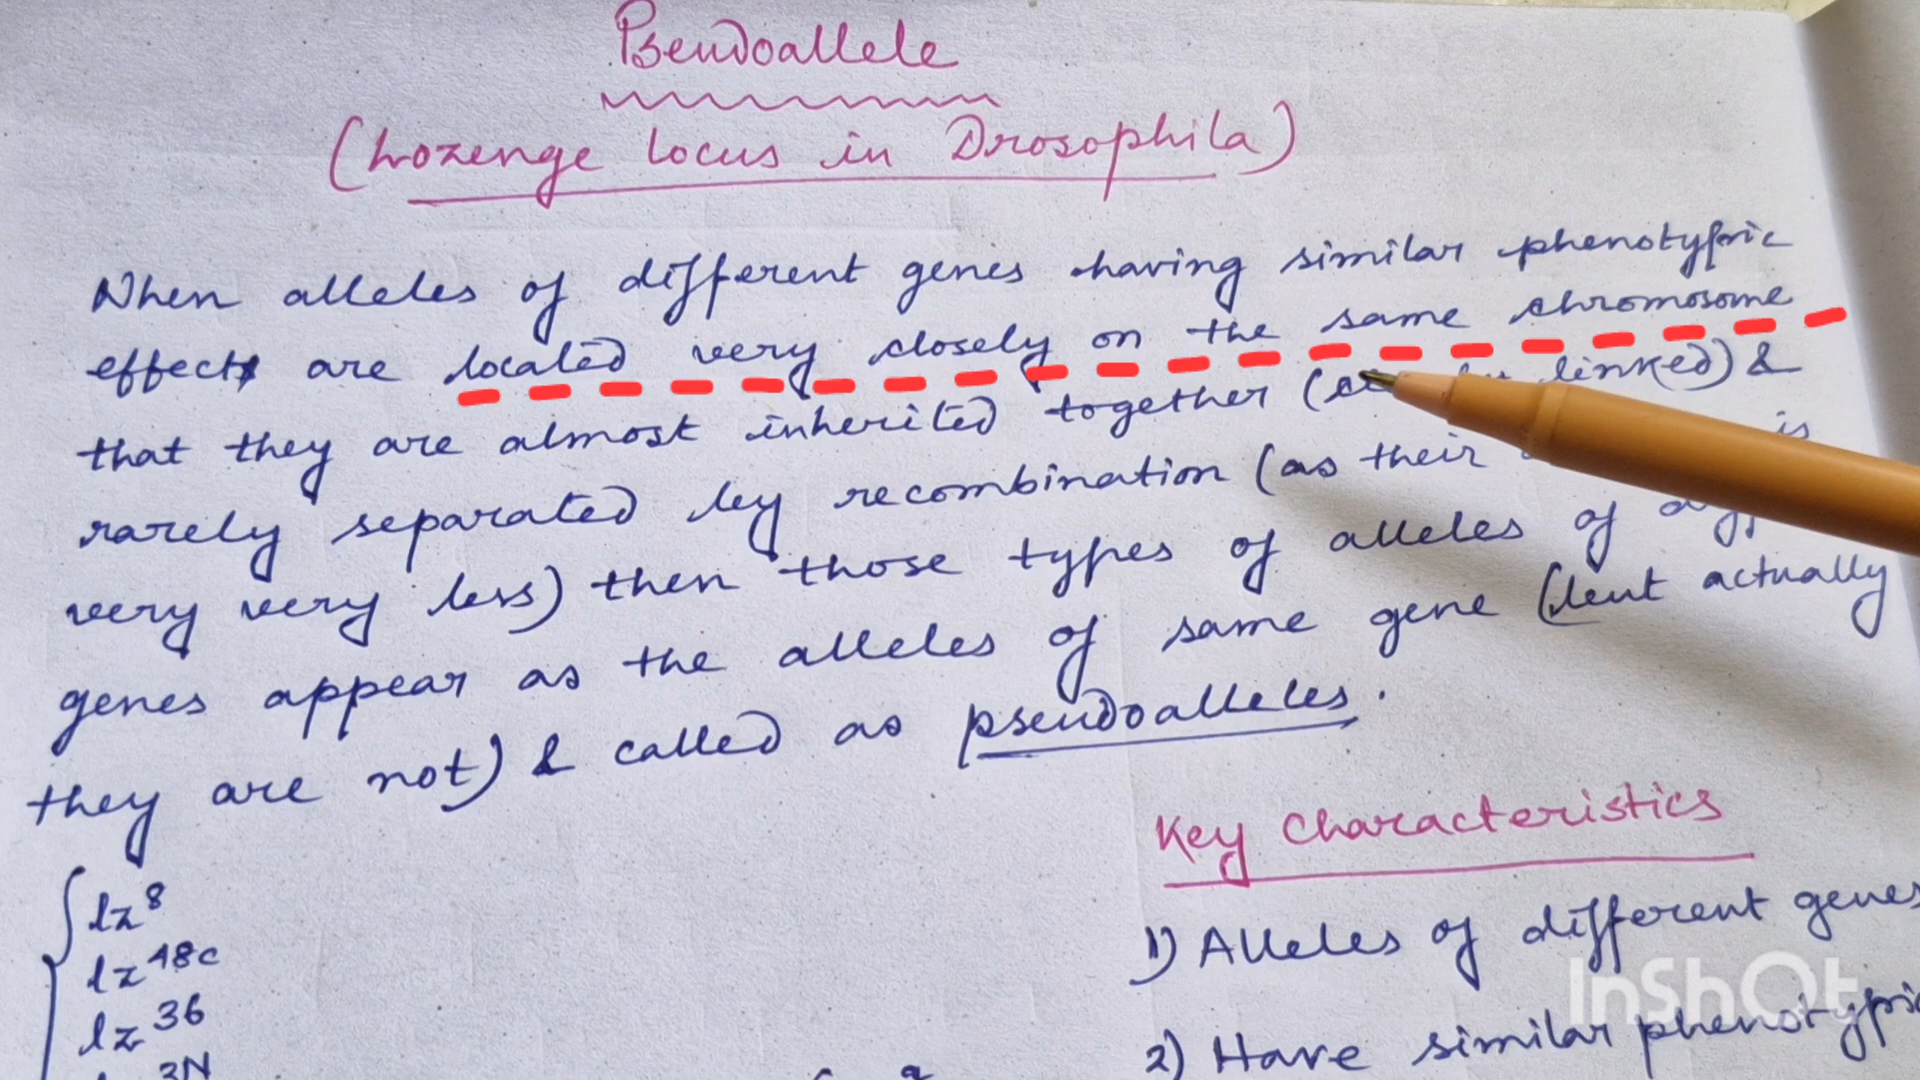 Pseudoallele
(Lozenge locus in Drosophila)
When alleles of different genes having similar phenotypic
effects are located very closely on the same chromosome
that they are almost inherited together ( linked) &
rarely separated by recombination (as their is
very very less) then those types of alleles of
genes appear as the alleles of same gene (but actually
they are not) & called as pseudoalleles.
Key Characteristics
lz⁸
lz⁴⁸ᶜ
lz³⁶
1) Alleles of different genes
2) Have similar phenotypic
InShOt